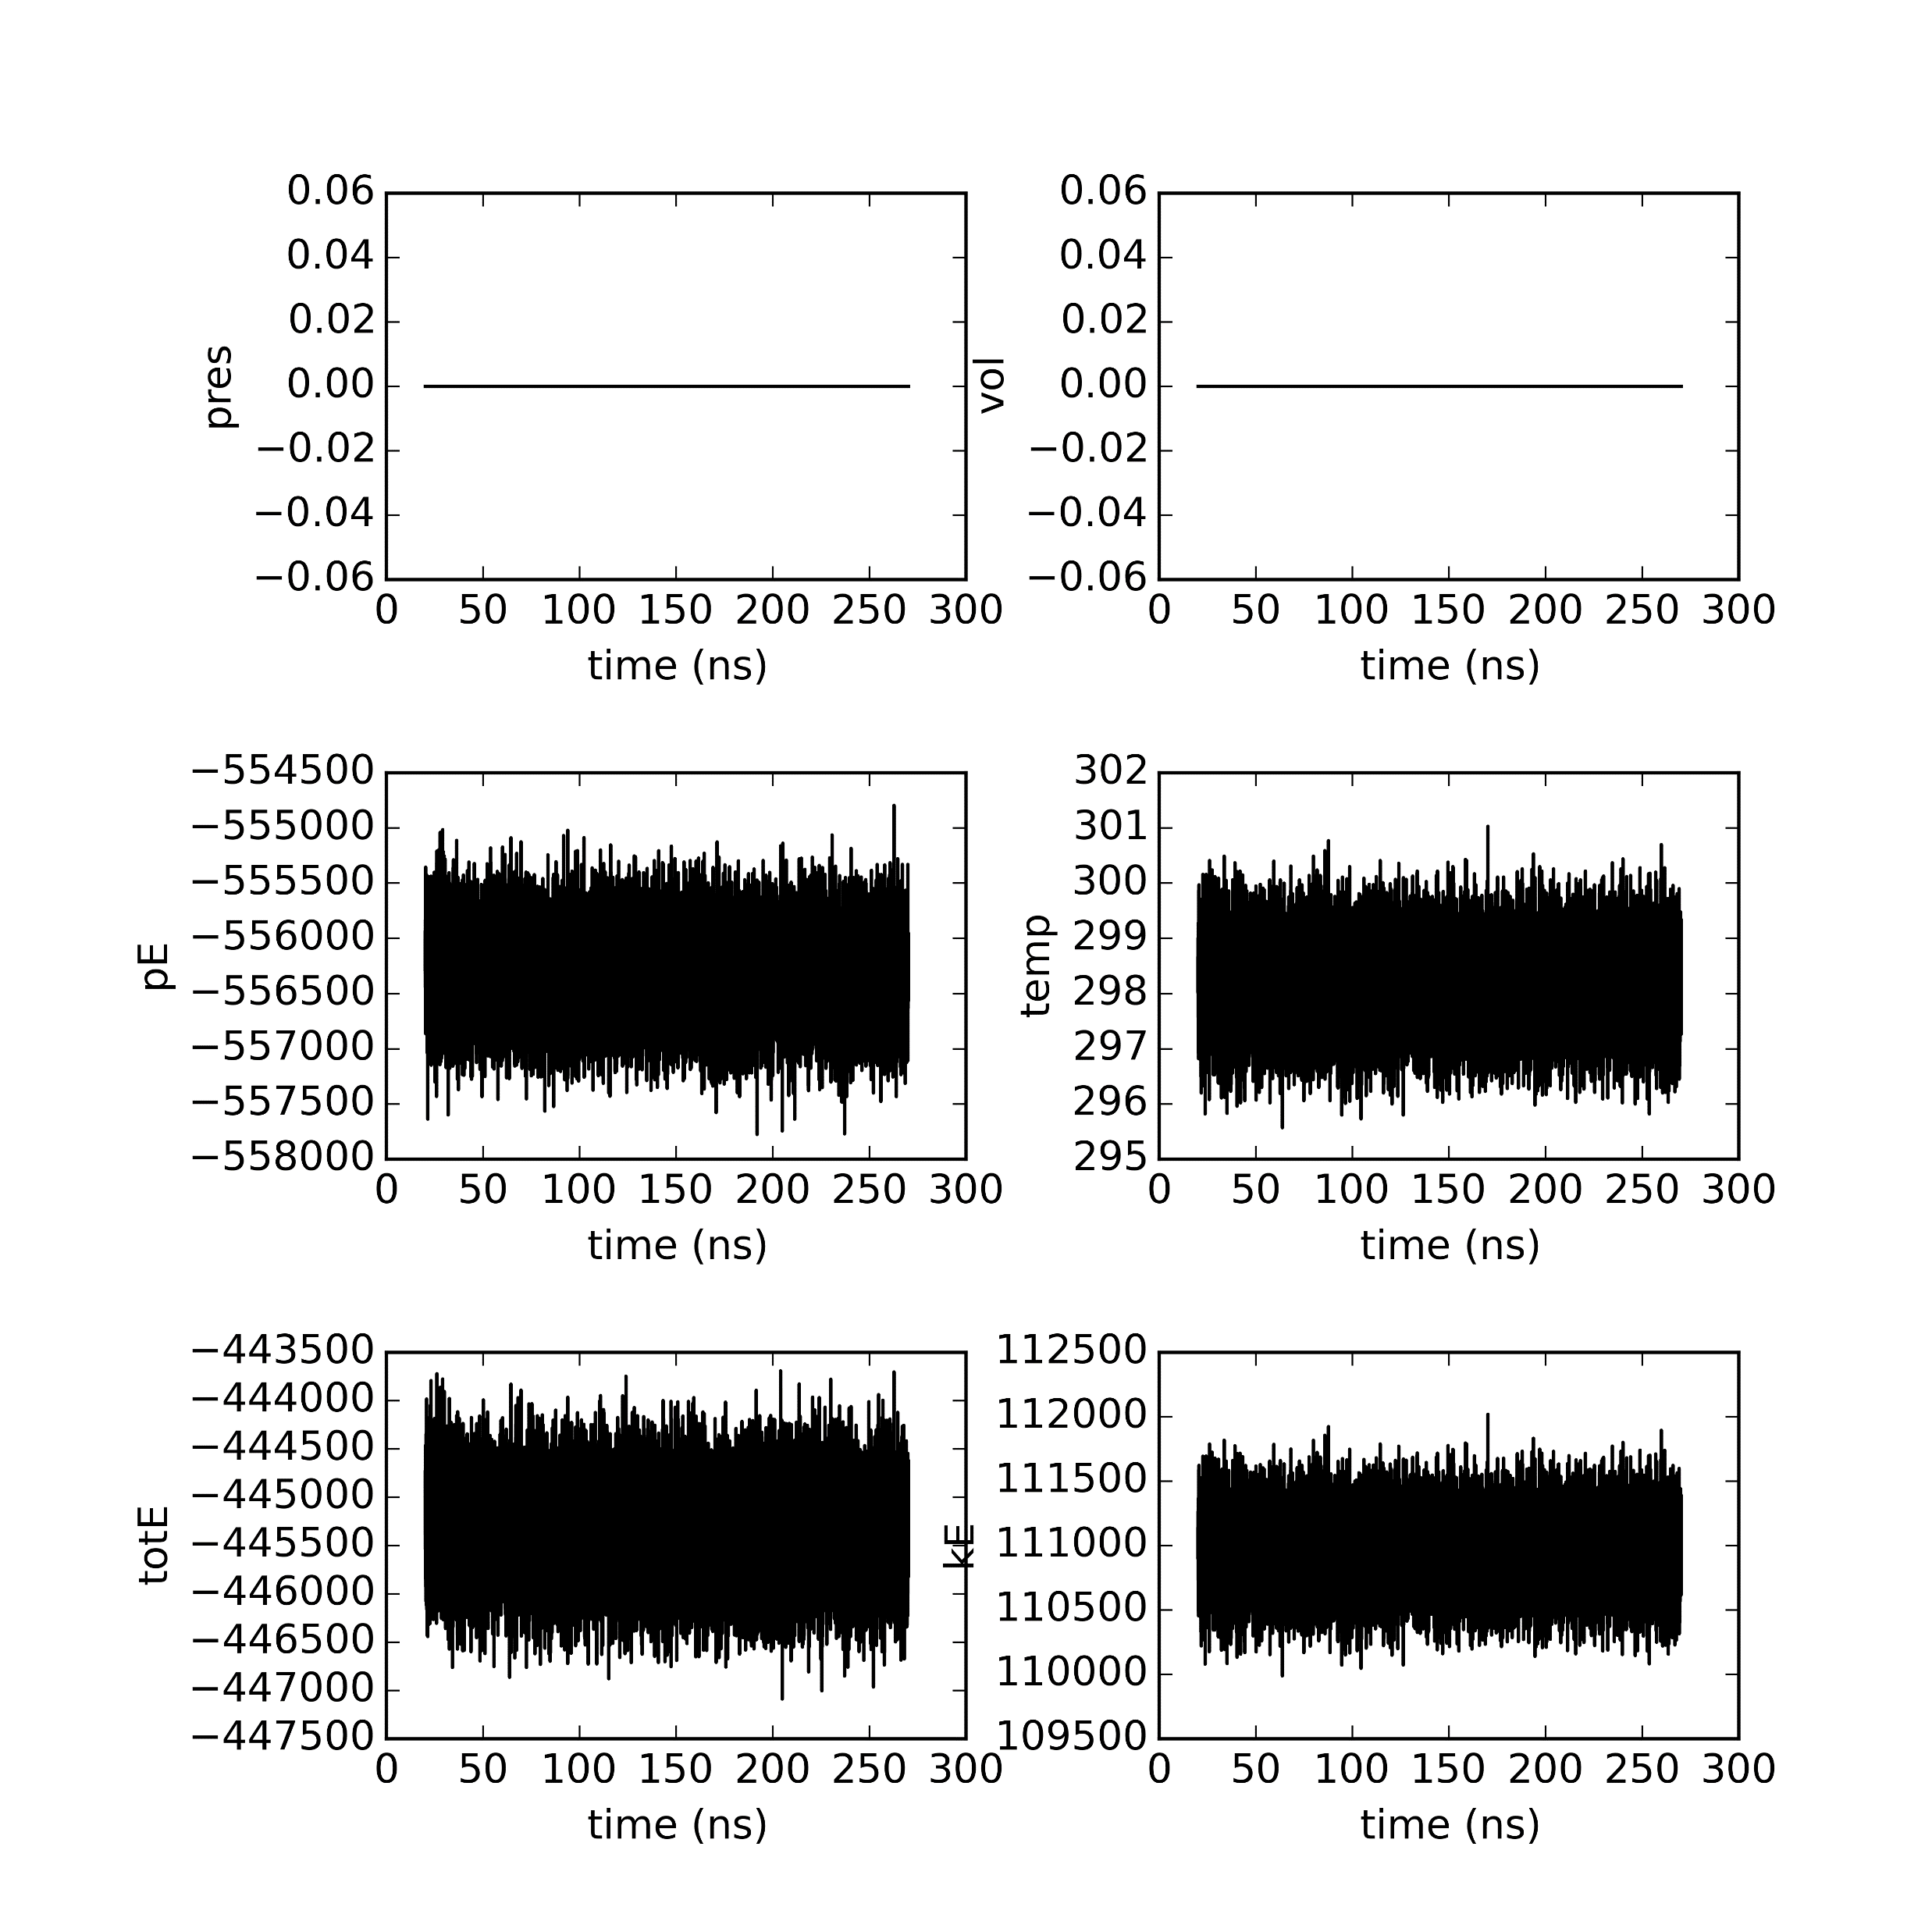 0.06
0.04
0.02
0.00
−0.02
−0.04
−0.06
pres
0 50 100 150 200 250 300
time (ns)
0.06
0.04
0.02
0.00
−0.02
−0.04
−0.06
vol
0 50 100 150 200 250 300
time (ns)
−554500
−555000
−555500
−556000
−556500
−557000
−557500
−558000
pE
0 50 100 150 200 250 300
time (ns)
302
301
300
299
298
297
296
295
temp
0 50 100 150 200 250 300
time (ns)
−443500
−444000
−444500
−445000
−445500
−446000
−446500
−447000
−447500
totE
0 50 100 150 200 250 300
time (ns)
112500
112000
111500
111000
110500
110000
109500
kE
0 50 100 150 200 250 300
time (ns)